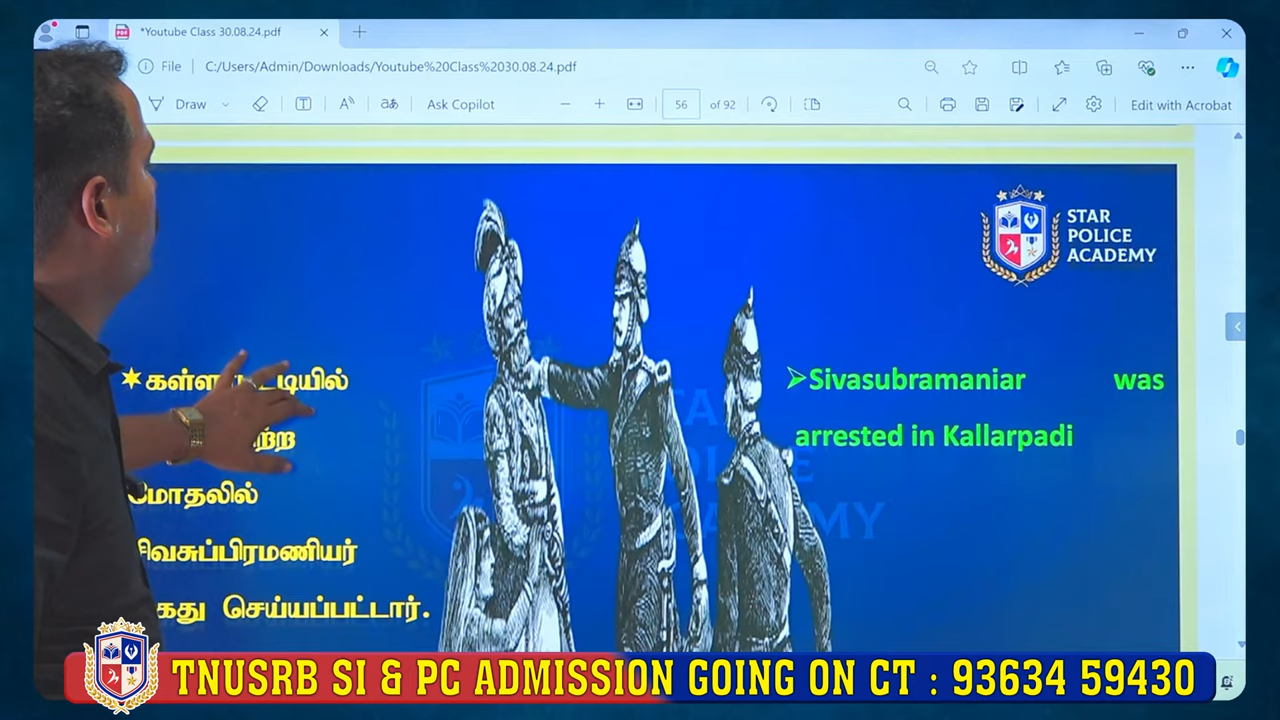 *Youtube Class 30.08.24.pdf
File
C:/Users/Admin/Downloads/Youtube%20Class%2030.08.24.pdf
Draw
Ask Copilot
56 of 92
Edit with Acrobat
STAR
POLICE
ACADEMY
Sivasubramaniar was
arrested in Kallarpadi
மோதலில்
சிவசுப்பிரமணியர்
செய்யப்பட்டார்.
TNUSRB SI & PC ADMISSION GOING ON CT : 93634 59430